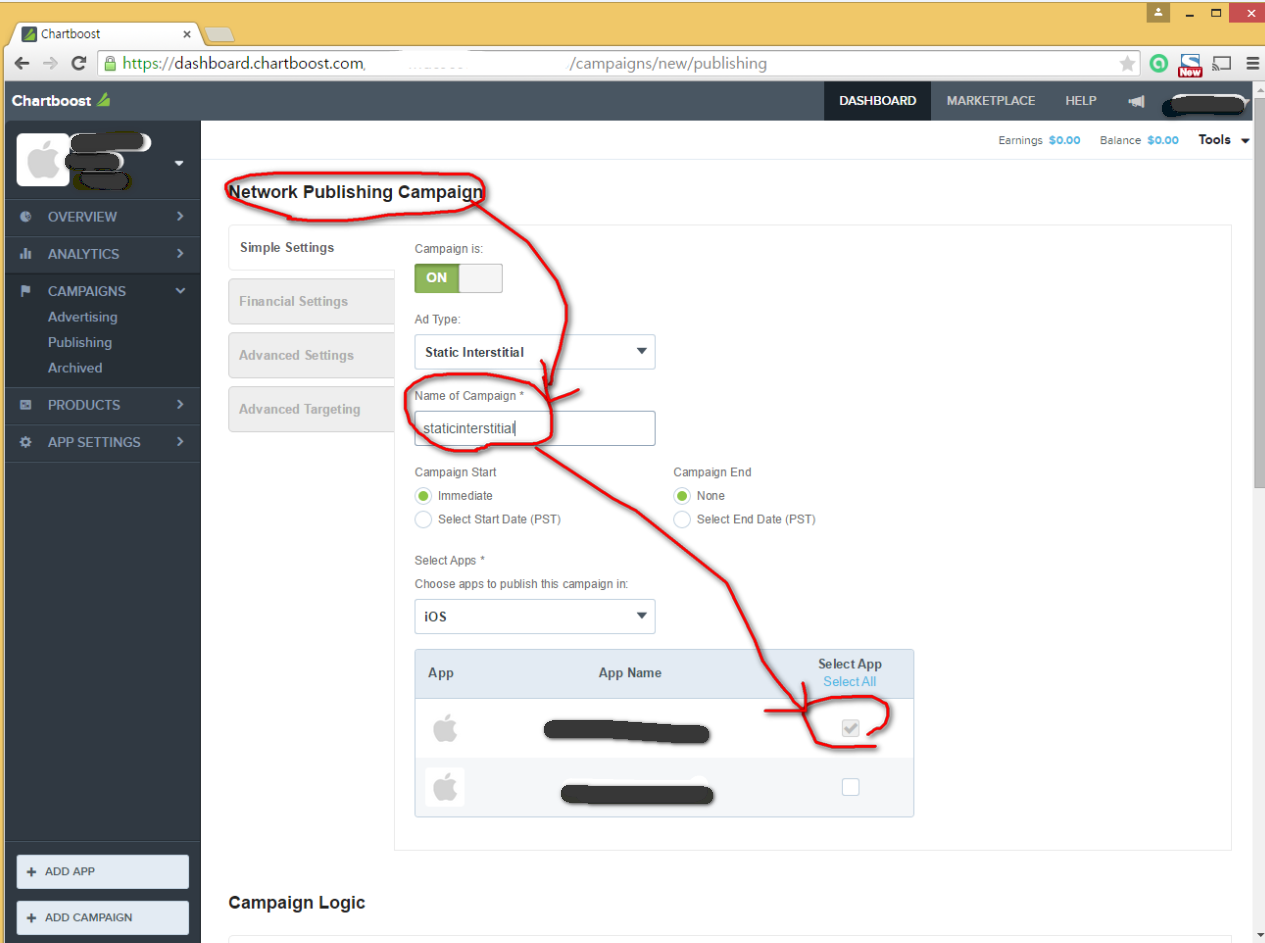 Chartboost
https://dashboard.chartboost.com/
/campaigns/new/publishing
New
Chartboost
DASHBOARD
MARKETPLACE
HELP
Earnings $0.00
Balance $0.00
Tools
OVERVIEW
ANALYTICS
CAMPAIGNS
Advertising
Publishing
Archived
PRODUCTS
APP SETTINGS
+ ADD APP
+ ADD CAMPAIGN
Network Publishing Campaign
Simple Settings
Financial Settings
Advanced Settings
Advanced Targeting
Campaign is:
ON
Ad Type:
Static Interstitial
Name of Campaign *
staticinterstitial
Campaign Start
Immediate
Select Start Date (PST)
Campaign End
None
Select End Date (PST)
Select Apps *
Choose apps to publish this campaign in:
iOS
App
App Name
Select App
Select All
Campaign Logic